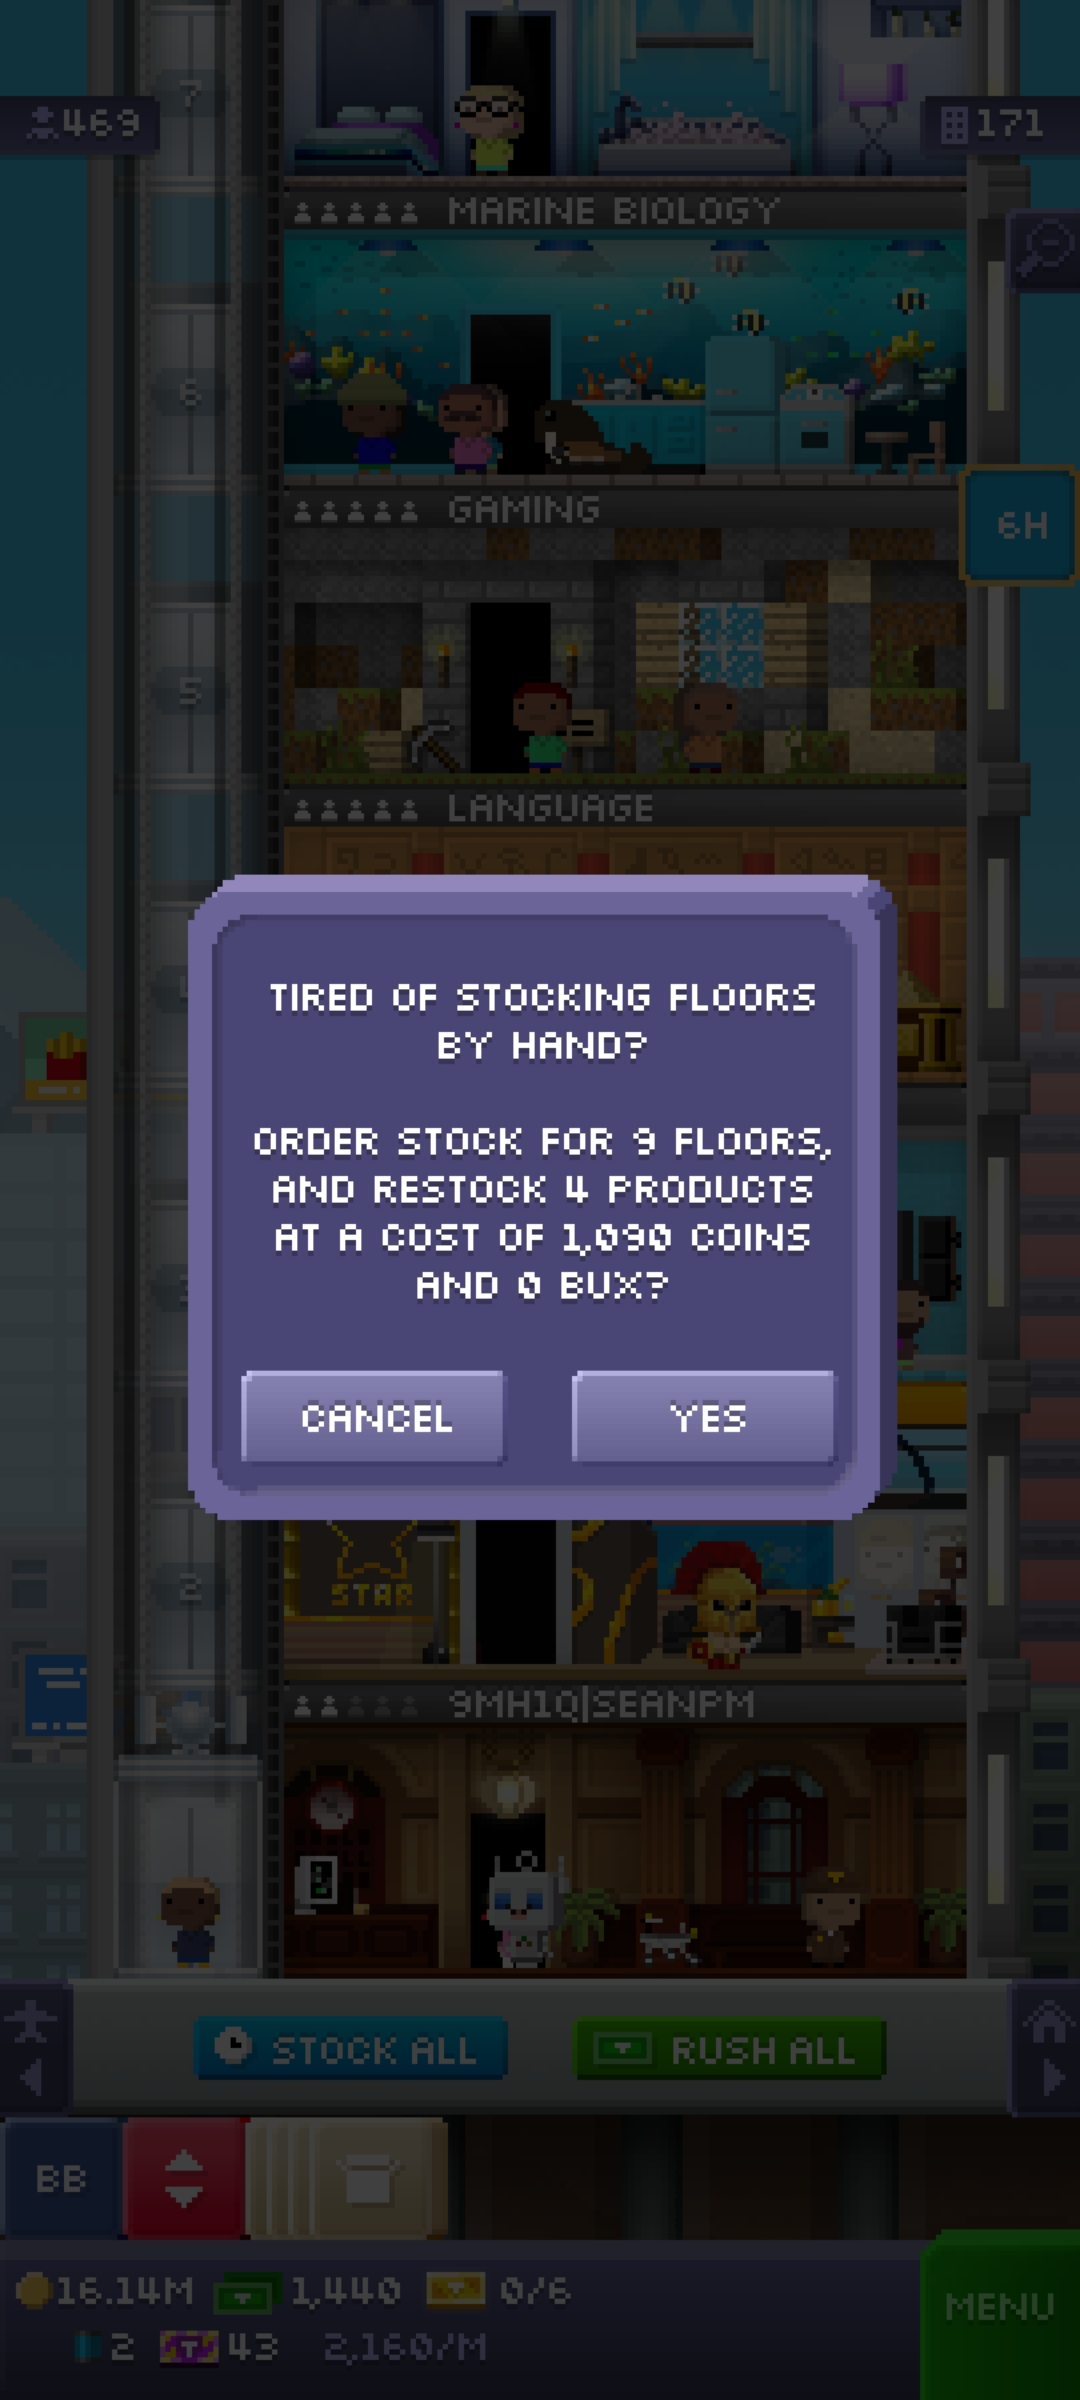 7
469
171
MARINE BIOLOGY
6
GAMING
6H
5
LANGUAGE
TIRED OF STOCKING FLOORS
BY HAND?
ORDER STOCK FOR 9 FLOORS,
AND RESTOCK 4 PRODUCTS
AT A COST OF 1,090 COINS
AND 0 BUX?
CANCEL
YES
2
STAR
9MH1Q|SEANPM
STOCK ALL
RUSH ALL
BB
16.14M
1,440
0/6
MENU
2
43
2,160/M